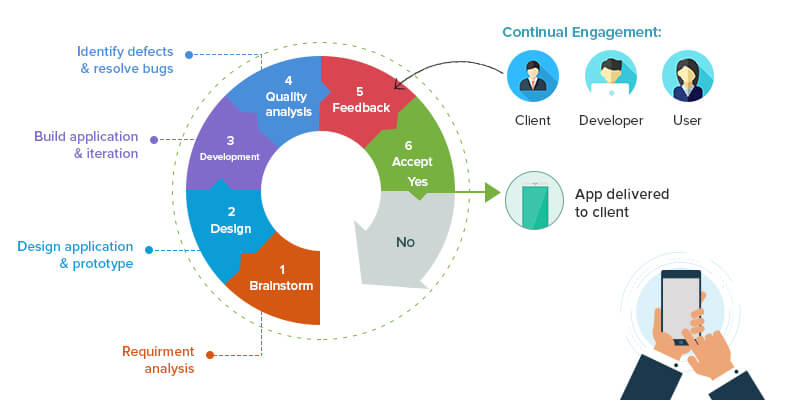 Continual Engagement:
Client
Developer
User
Identify defects
& resolve bugs
Build application
& iteration
Design application
& prototype
Requirment
analysis
1
Brainstorm
2
Design
3
Development
4
Quality
analysis
5
Feedback
6
Accept
Yes
No
App delivered
to client